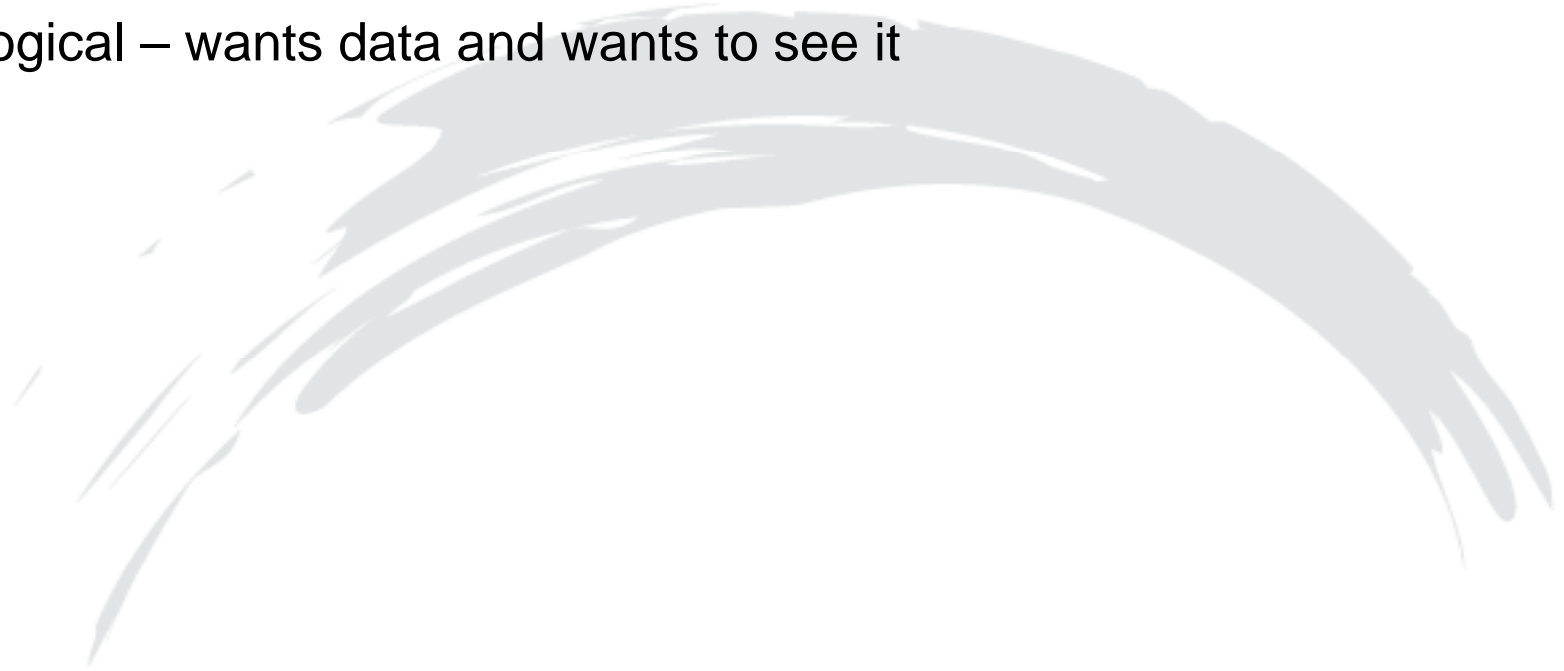 ogical – wants data and wants to see it